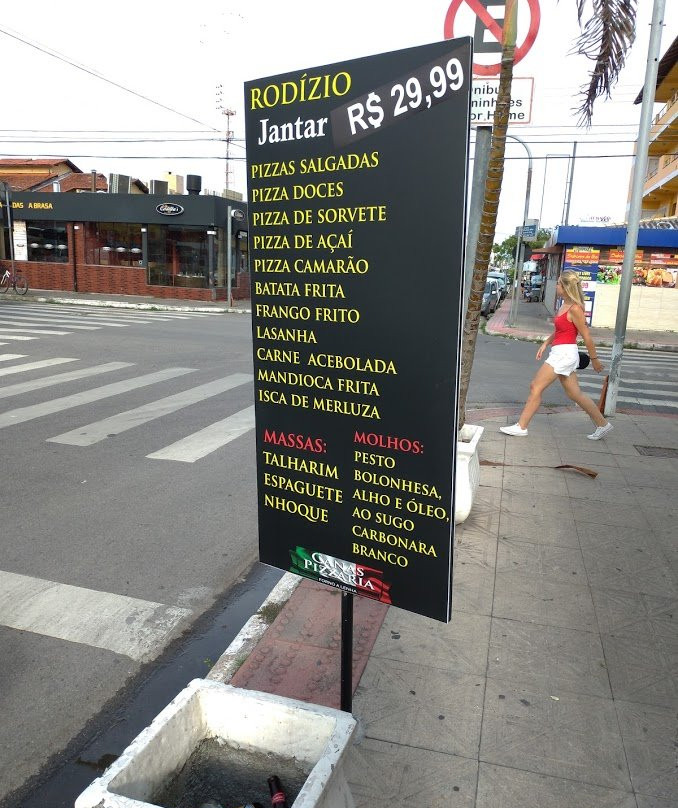 RODÍZIO
Jantar R$ 29,99
PIZZAS SALGADAS
PIZZA DOCES
PIZZA DE SORVETE
PIZZA DE AÇAÍ
PIZZA CAMARÃO
BATATA FRITA
FRANGO FRITO
LASANHA
CARNE ACEBOLADA
MANDIOCA FRITA
ISCA DE MERLUZA
MASSAS:
TALHARIM
ESPAGUETE
NHOQUE
MOLHOS:
PESTO
BOLONHESA,
ALHO E ÓLEO,
AO SUGO
CARBONARA
BRANCO
PIZZARIA
FORNO A LENHA
E
A BRASA